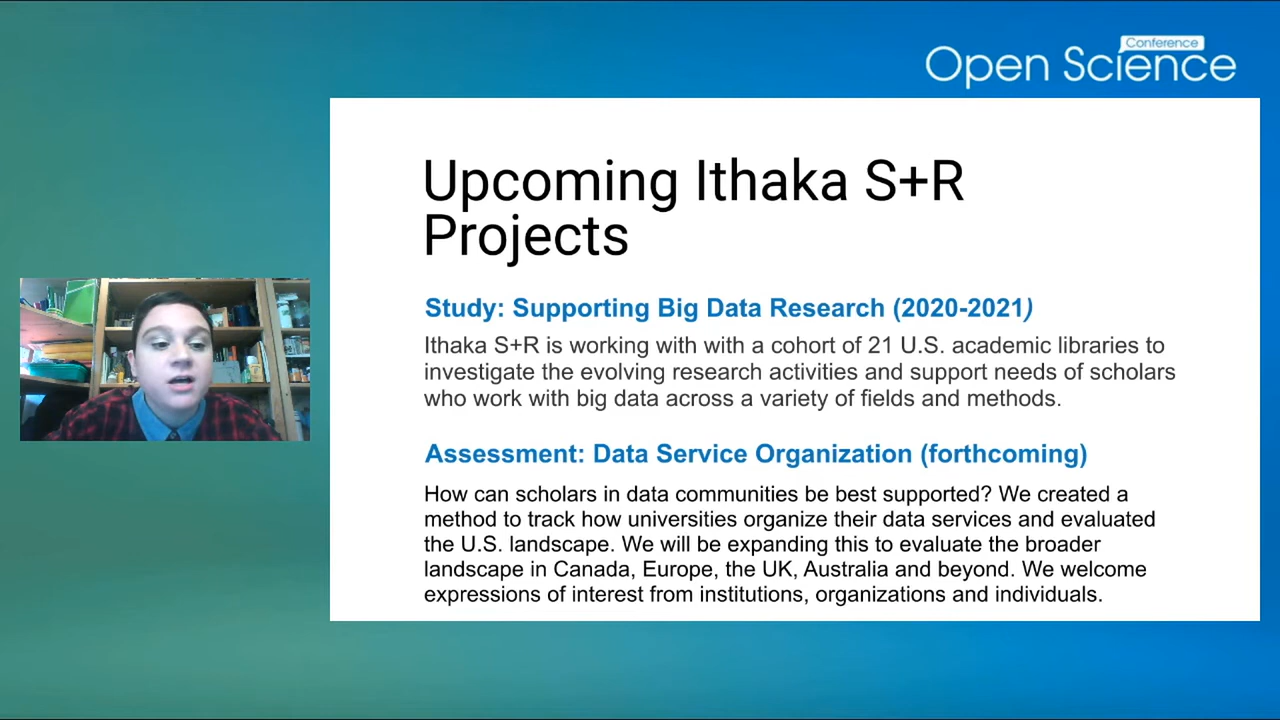 Conference
Open Science
Upcoming Ithaka S+R
Projects
Study: Supporting Big Data Research (2020-2021)
Ithaka S+R is working with with a cohort of 21 U.S. academic libraries to
investigate the evolving research activities and support needs of scholars
who work with big data across a variety of fields and methods.
Assessment: Data Service Organization (forthcoming)
How can scholars in data communities be best supported? We created a
method to track how universities organize their data services and evaluated
the U.S. landscape. We will be expanding this to evaluate the broader
landscape in Canada, Europe, the UK, Australia and beyond. We welcome
expressions of interest from institutions, organizations and individuals.